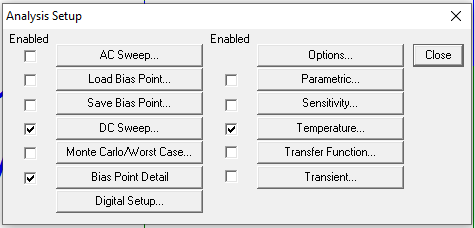 Analysis Setup
Enabled Enabled
AC Sweep... Options... Close
Load Bias Point... Parametric...
Save Bias Point... Sensitivity...
DC Sweep... Temperature...
Monte Carlo/Worst Case... Transfer Function...
Bias Point Detail Transient...
Digital Setup...